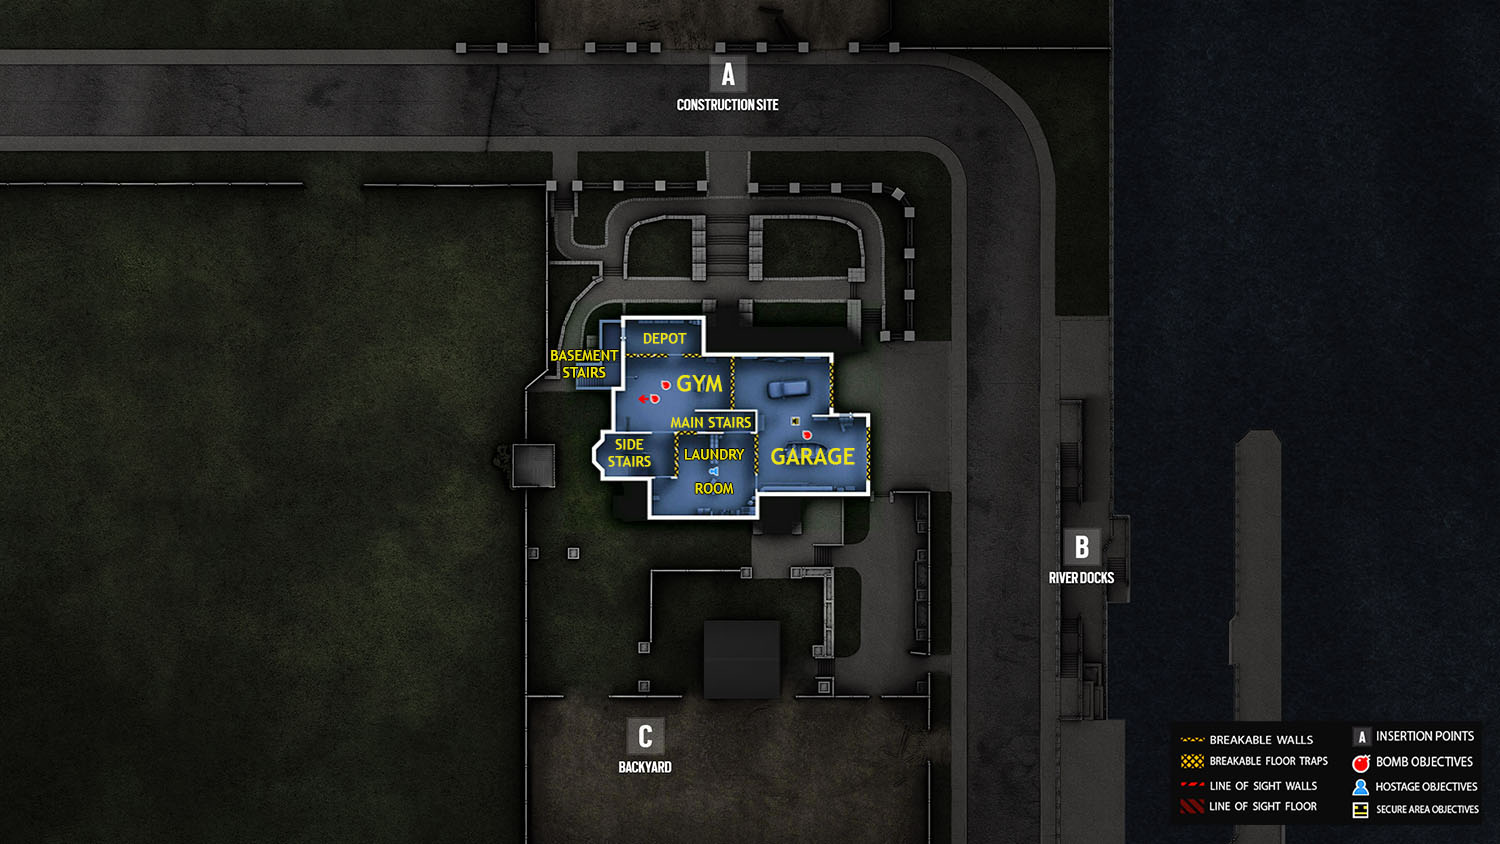 A
CONSTRUCTION SITE
DEPOT
BASEMENT
STAIRS
GYM
MAIN STAIRS
SIDE
STAIRS
LAUNDRY
ROOM
GARAGE
B
RIVER DOCKS
C
BACKYARD
BREAKABLE WALLS
BREAKABLE FLOOR TRAPS
LINE OF SIGHT WALLS
LINE OF SIGHT FLOOR
A INSERTION POINTS
BOMB OBJECTIVES
HOSTAGE OBJECTIVES
SECURE AREA OBJECTIVES